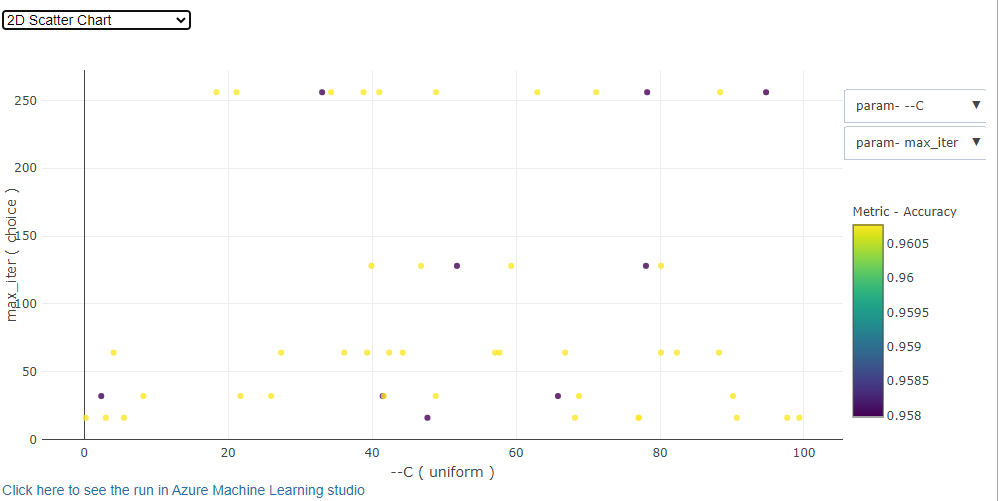 2D Scatter Chart
250
200
150
100
50
0
max_iter ( choice )
0
20
40
60
80
100
--C ( uniform )
param- --C
param- max_iter
Metric - Accuracy
0.9605
0.96
0.9595
0.959
0.9585
0.958
Click here to see the run in Azure Machine Learning studio